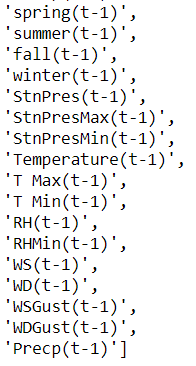 'spring(t-1)',
'summer(t-1)',
'fall(t-1)',
'winter(t-1)',
'StnPres(t-1)',
'StnPresMax(t-1)',
'StnPresMin(t-1)',
'Temperature(t-1)',
'T Max(t-1)',
'T Min(t-1)',
'RH(t-1)',
'RHMin(t-1)',
'WS(t-1)',
'WD(t-1)',
'WSGust(t-1)',
'WDGust(t-1)',
'Precp(t-1)']